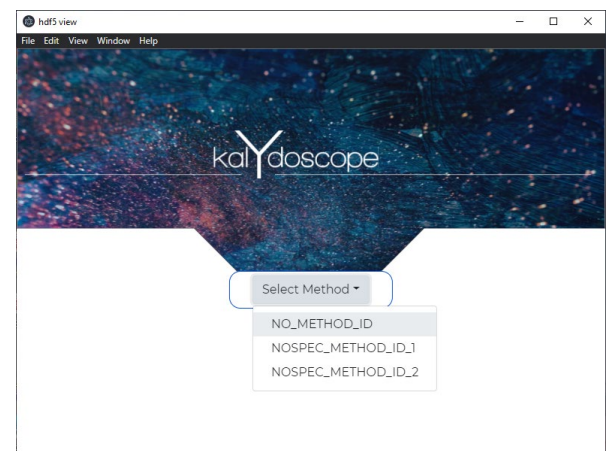 hdf5 view
File Edit View Window Help
kalYdoscope
Select Method
NO_METHOD_ID
NOSPEC_METHOD_ID_1
NOSPEC_METHOD_ID_2